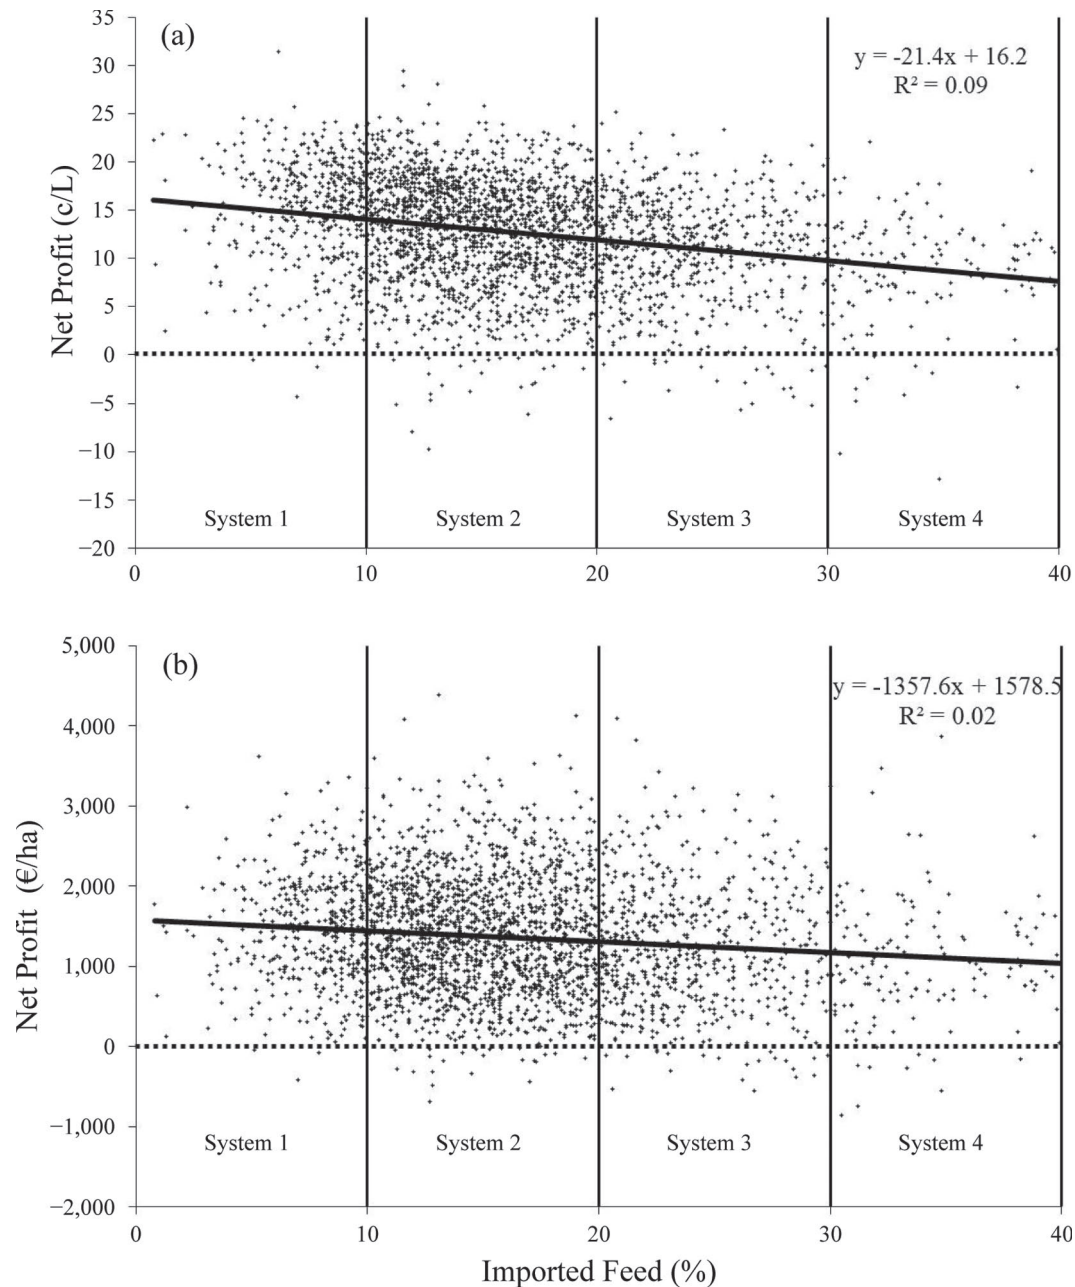 (a)
y = -21.4x + 16.2
R² = 0.09
Net Profit (c/L)
35
30
25
20
15
10
5
0
−5
−10
−15
−20
System 1
System 2
System 3
System 4
0
10
20
30
40
(b)
y = -1357.6x + 1578.5
R² = 0.02
Net Profit (€/ha)
5,000
4,000
3,000
2,000
1,000
0
−1,000
−2,000
System 1
System 2
System 3
System 4
0
10
20
30
40
Imported Feed (%)